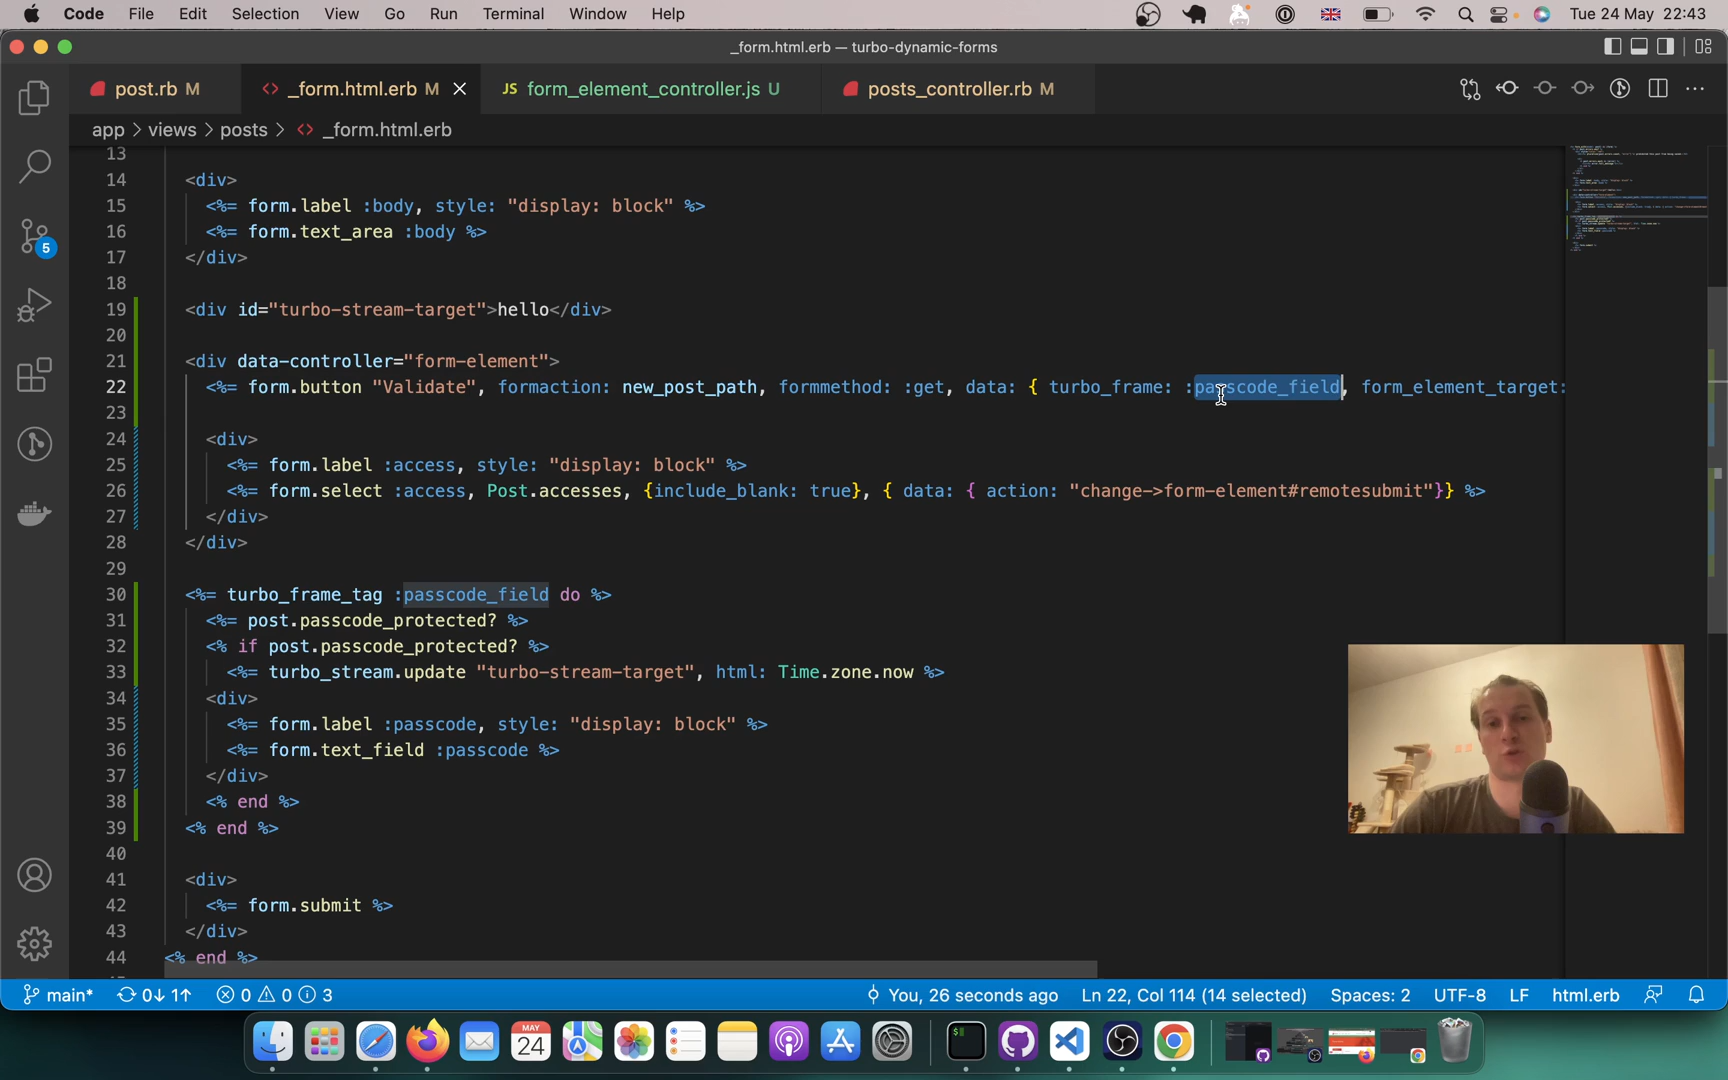 Code File Edit Selection View Go Run Terminal Window Help Tue 24 May 22:43
_form.html.erb — turbo-dynamic-forms
post.rb M _form.html.erb M JS form_element_controller.js U posts_controller.rb M
app > views > posts > <> _form.html.erb
13
14 <div>
15 <%= form.label :body, style: "display: block" %>
16 <%= form.text_area :body %>
17 </div>
18
19 <div id="turbo-stream-target">hello</div>
20
21 <div data-controller="form-element">
22 <%= form.button "Validate", formaction: new_post_path, formmethod: :get, data: { turbo_frame: :passcode_field, form_element_target:
23
24 <div>
25 <%= form.label :access, style: "display: block" %>
26 <%= form.select :access, Post.accesses, {include_blank: true}, { data: { action: "change->form-element#remotesubmit"}} %>
27 </div>
28 </div>
29
30 <%= turbo_frame_tag :passcode_field do %>
31 <%= post.passcode_protected? %>
32 <% if post.passcode_protected? %>
33 <%= turbo_stream.update "turbo-stream-target", html: Time.zone.now %>
34 <div>
35 <%= form.label :passcode, style: "display: block" %>
36 <%= form.text_field :passcode %>
37 </div>
38 <% end %>
39 <% end %>
40
41 <div>
42 <%= form.submit %>
43 </div>
44 <% end %>
5
main* 0↓ 1↑ 0 0 3 You, 26 seconds ago Ln 22, Col 114 (14 selected) Spaces: 2 UTF-8 LF html.erb
MAY
24